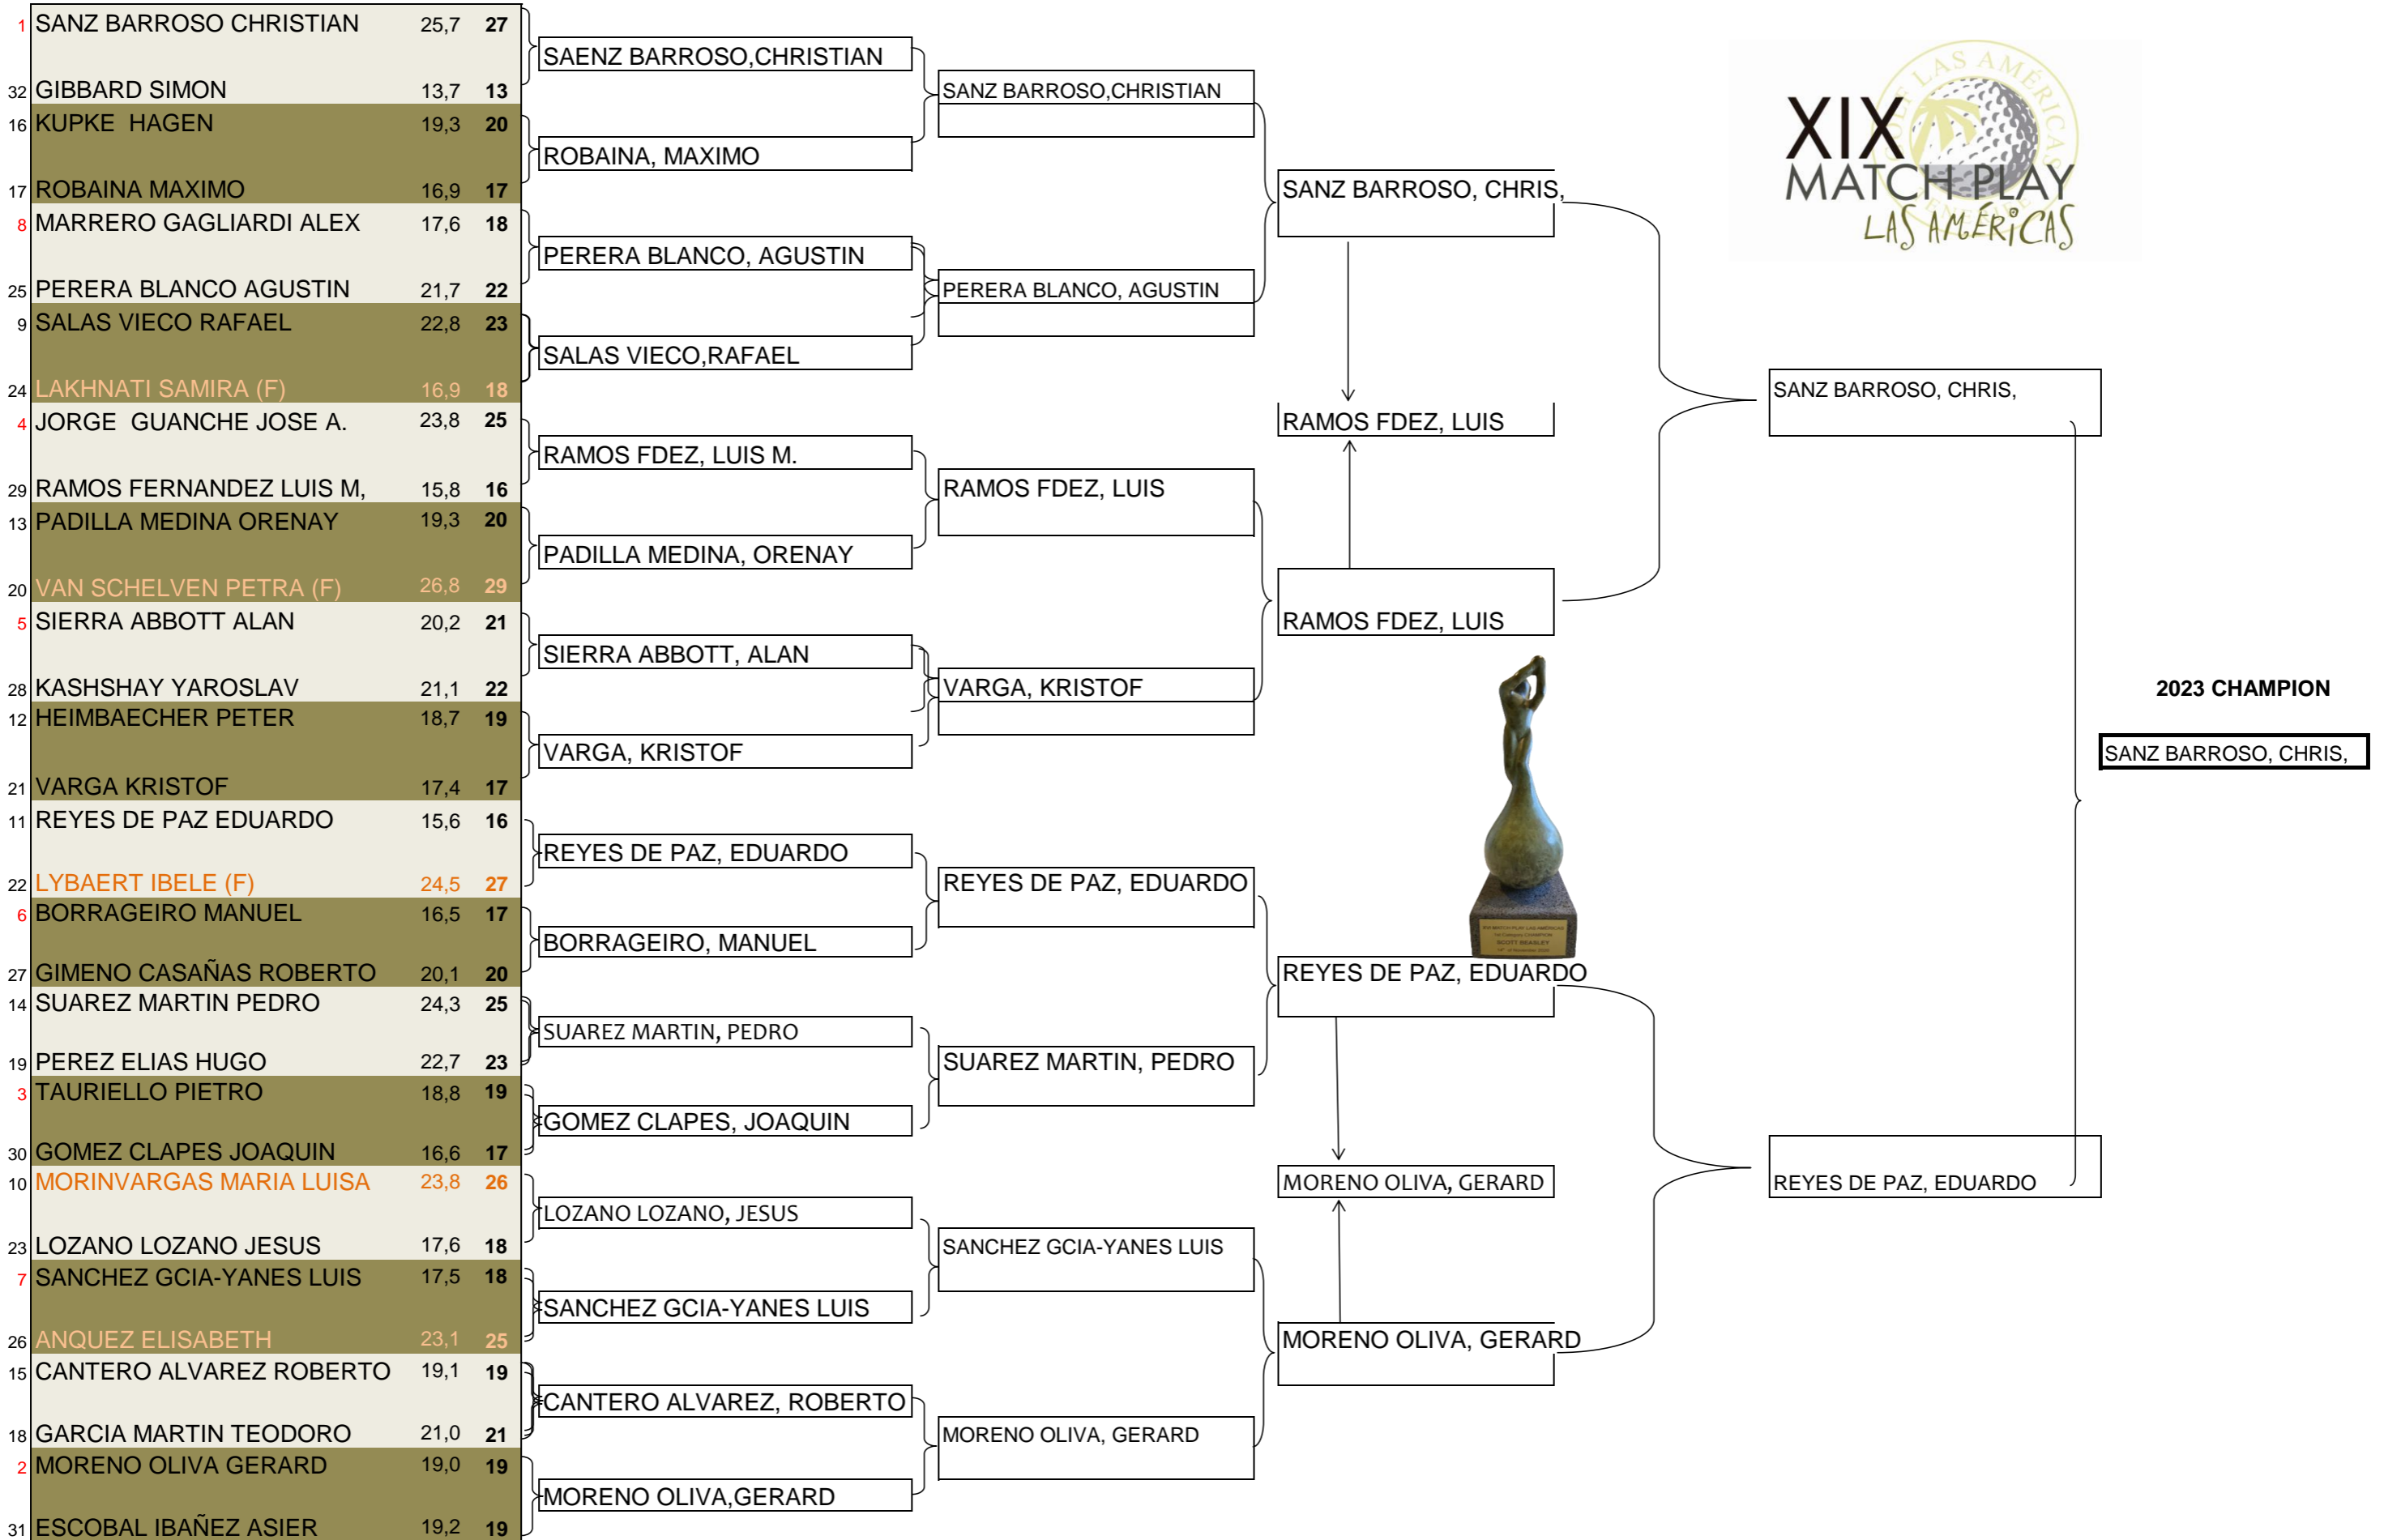 1 SANZ BARROSO CHRISTIAN 25,7 27
32 GIBBARD SIMON 13,7 13
16 KUPKE HAGEN 19,3 20
17 ROBAINA MAXIMO 16,9 17
8 MARRERO GAGLIARDI ALEX 17,6 18
25 PERERA BLANCO AGUSTIN 21,7 22
9 SALAS VIECO RAFAEL 22,8 23
24 LAKHNATI SAMIRA (F) 16,9 18
4 JORGE GUANCHE JOSE A. 23,8 25
29 RAMOS FERNANDEZ LUIS M, 15,8 16
13 PADILLA MEDINA ORENAY 19,3 20
20 VAN SCHELVEN PETRA (F) 26,8 29
5 SIERRA ABBOTT ALAN 20,2 21
28 KASHSHAY YAROSLAV 21,1 22
12 HEIMBAECHER PETER 18,7 19
21 VARGA KRISTOF 17,4 17
11 REYES DE PAZ EDUARDO 15,6 16
22 LYBAERT IBELE (F) 24,5 27
6 BORRAGEIRO MANUEL 16,5 17
27 GIMENO CASAÑAS ROBERTO 20,1 20
14 SUAREZ MARTIN PEDRO 24,3 25
19 PEREZ ELIAS HUGO 22,7 23
3 TAURIELLO PIETRO 18,8 19
30 GOMEZ CLAPES JOAQUIN 16,6 17
10 MORINVARGAS MARIA LUISA 23,8 26
23 LOZANO LOZANO JESUS 17,6 18
7 SANCHEZ GCIA-YANES LUIS 17,5 18
26 ANQUEZ ELISABETH 23,1 25
15 CANTERO ALVAREZ ROBERTO 19,1 19
18 GARCIA MARTIN TEODORO 21,0 21
2 MORENO OLIVA GERARD 19,0 19
31 ESCOBAL IBAÑEZ ASIER 19,2 19
SAENZ BARROSO,CHRISTIAN
ROBAINA, MAXIMO
PERERA BLANCO, AGUSTIN
SALAS VIECO,RAFAEL
RAMOS FDEZ, LUIS M.
PADILLA MEDINA, ORENAY
SIERRA ABBOTT, ALAN
VARGA, KRISTOF
REYES DE PAZ, EDUARDO
BORRAGEIRO, MANUEL
SUAREZ MARTIN, PEDRO
GOMEZ CLAPES, JOAQUIN
LOZANO LOZANO, JESUS
SANCHEZ GCIA-YANES LUIS
CANTERO ALVAREZ, ROBERTO
MORENO OLIVA,GERARD
SANZ BARROSO,CHRISTIAN
PERERA BLANCO, AGUSTIN
RAMOS FDEZ, LUIS
VARGA, KRISTOF
REYES DE PAZ, EDUARDO
SUAREZ MARTIN, PEDRO
SANCHEZ GCIA-YANES LUIS
MORENO OLIVA, GERARD
SANZ BARROSO, CHRIS,
RAMOS FDEZ, LUIS
RAMOS FDEZ, LUIS
REYES DE PAZ, EDUARDO
MORENO OLIVA, GERARD
MORENO OLIVA, GERARD
SCOTT BEASLEY
XIX
MATCH PLAY
LAS AMÉRICAS
GOLF LAS AMÉRICAS
SANZ BARROSO, CHRIS,
REYES DE PAZ, EDUARDO
2023 CHAMPION
SANZ BARROSO, CHRIS,